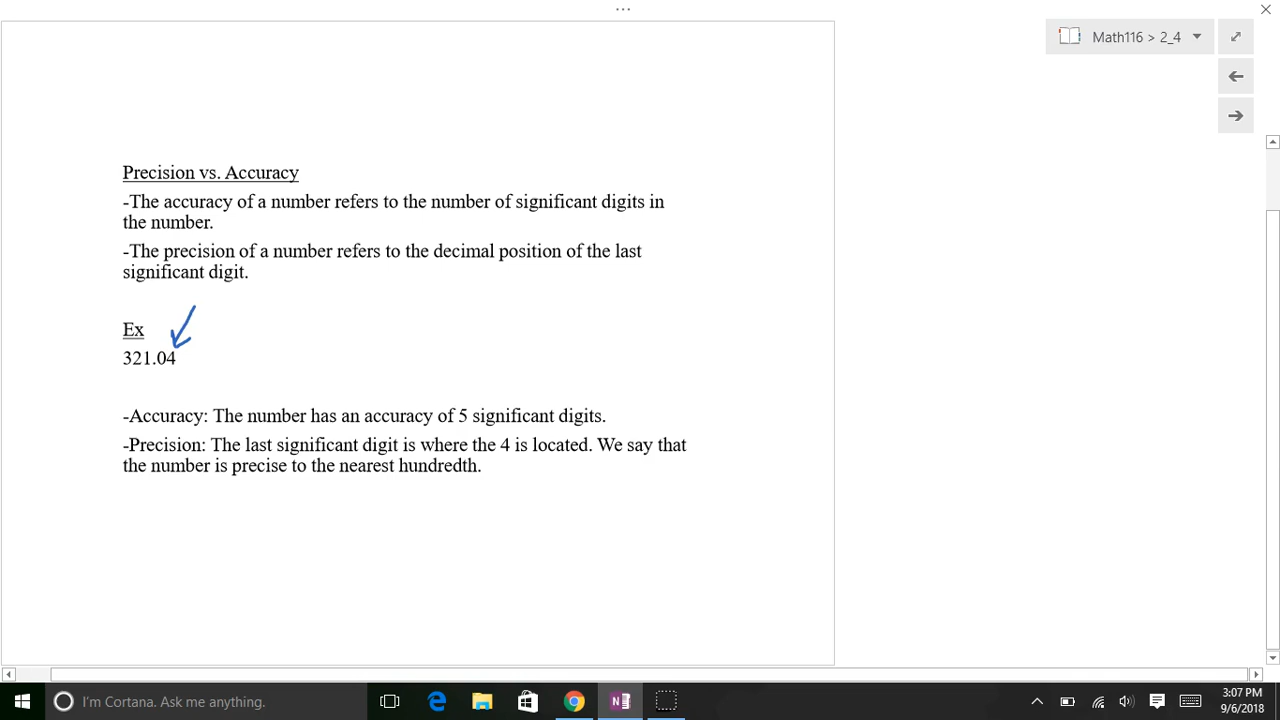 Math116 > 2_4
Precision vs. Accuracy
-The accuracy of a number refers to the number of significant digits in
the number.
-The precision of a number refers to the decimal position of the last
significant digit.
Ex
321.04
-Accuracy: The number has an accuracy of 5 significant digits.
-Precision: The last significant digit is where the 4 is located. We say that
the number is precise to the nearest hundredth.
I'm Cortana. Ask me anything.
3:07 PM
9/6/2018